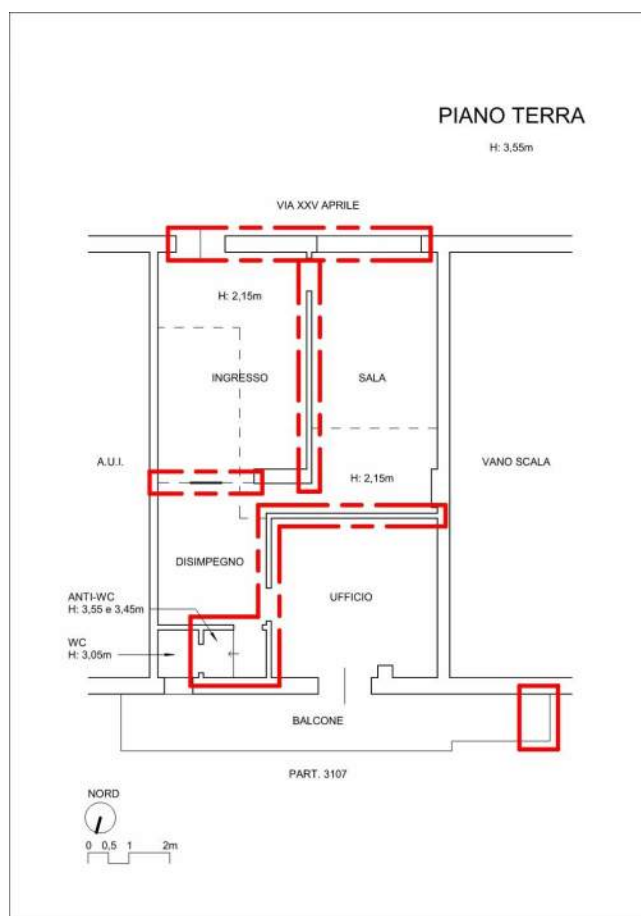 PIANO TERRA
H: 3,55m
VIA XXV APRILE
H: 2,15m
INGRESSO
SALA
A.U.I.
VANO SCALA
H: 2,15m
DISIMPEGNO
ANTI-WC
H: 3,55 e 3,45m
UFFICIO
WC
H: 3,05m
BALCONE
PART. 3107
NORD
0 0,5 1 2m